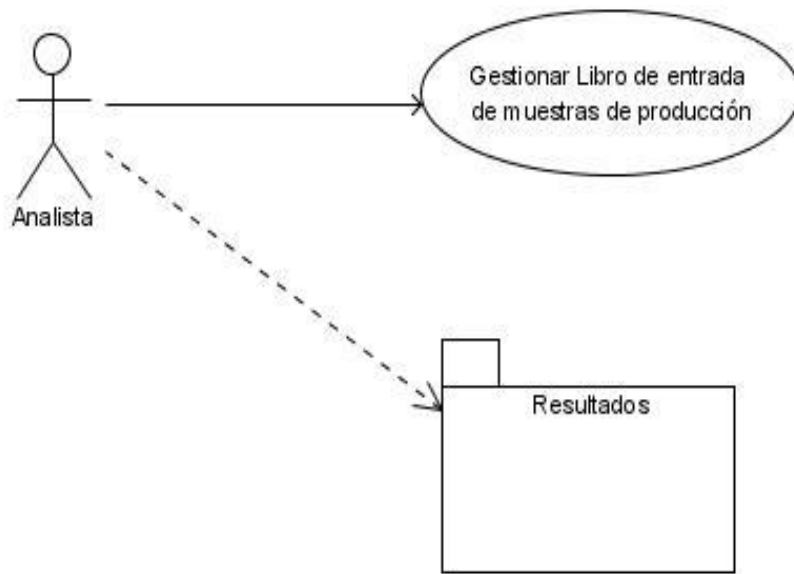 Gestionar Libro de entrada
de muestras de producción
Analista
Resultados